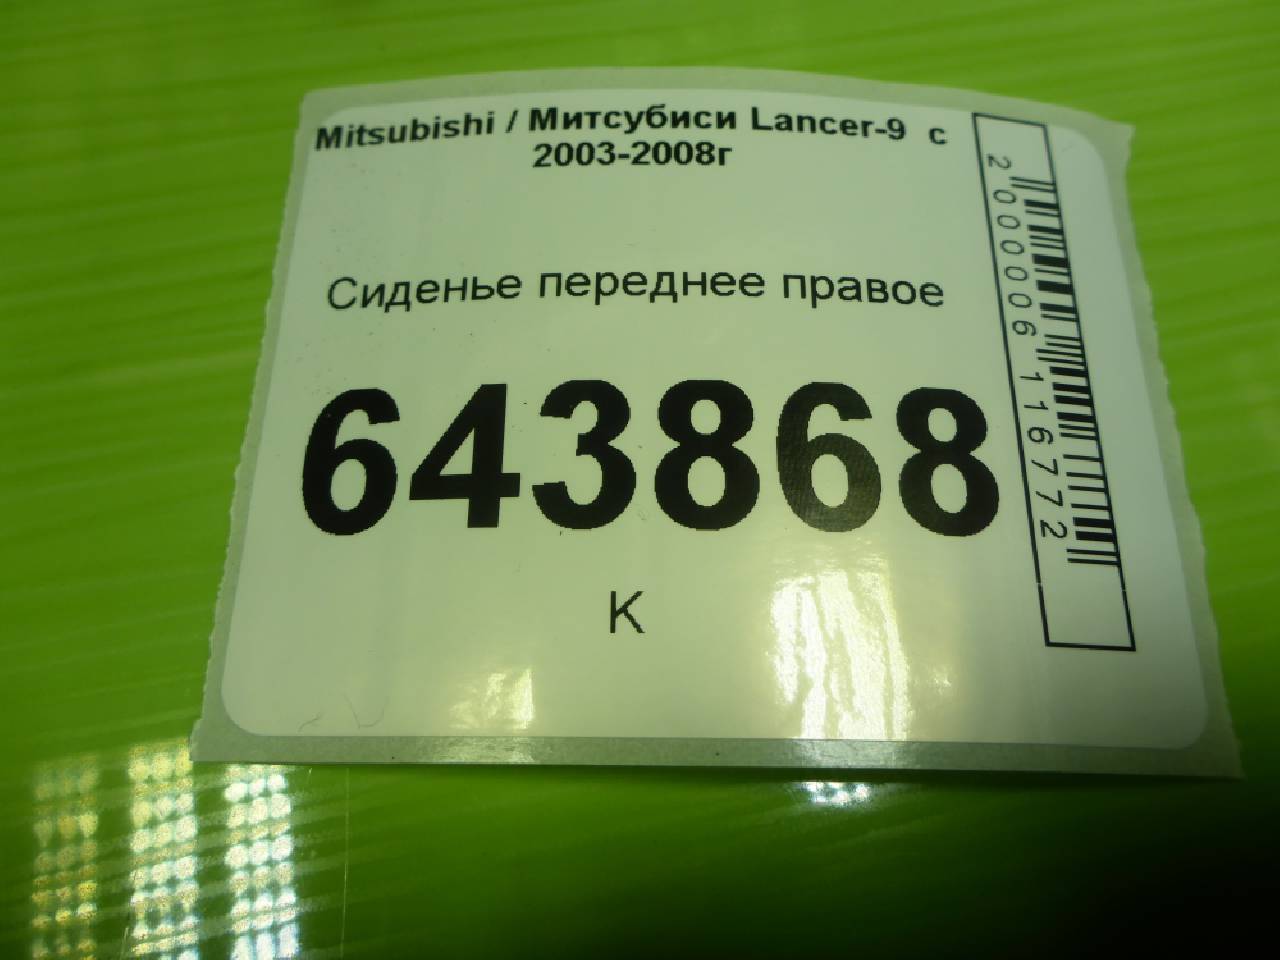 Mitsubishi / Митсубиси Lancer-9 с
2003-2008г
Сиденье переднее правое
643868
К
2000006116772